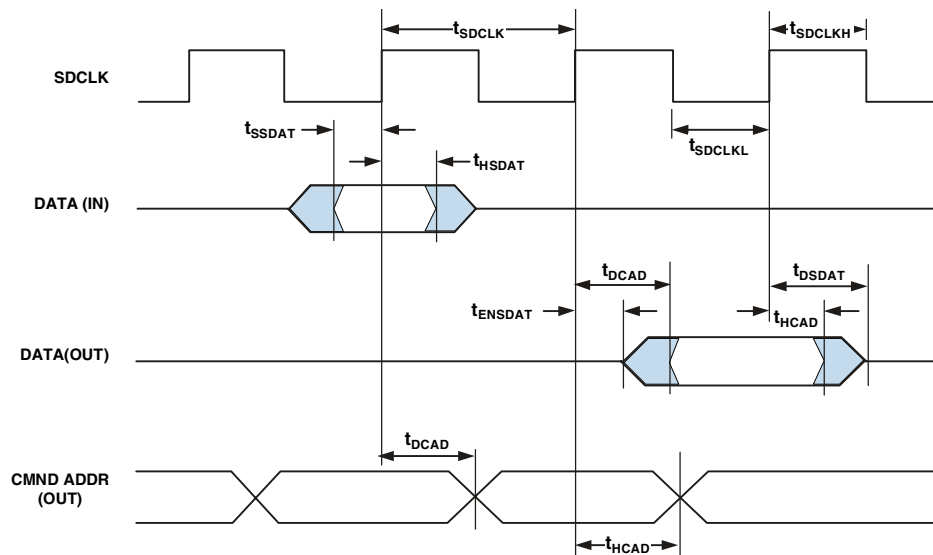 tSDCLK
tSDCLKH
SDCLK
tSSDAT
tSDCLKL
tHSDAT
DATA (IN)
tDCAD
tDSDAT
tENSDAT
tHCAD
DATA(OUT)
tDCAD
CMND ADDR
(OUT)
tHCAD